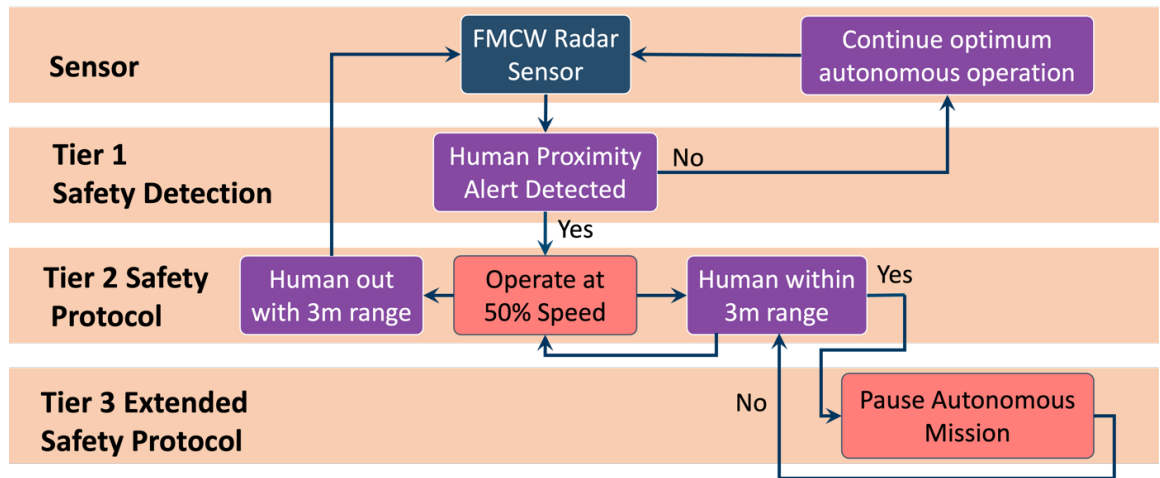 Sensor
FMCW Radar
Sensor
Continue optimum
autonomous operation
Tier 1
Safety Detection
Human Proximity
Alert Detected
No
Yes
Tier 2 Safety
Protocol
Human out
with 3m range
Operate at
50% Speed
Human within
3m range
Yes
Tier 3 Extended
Safety Protocol
No
Pause Autonomous
Mission